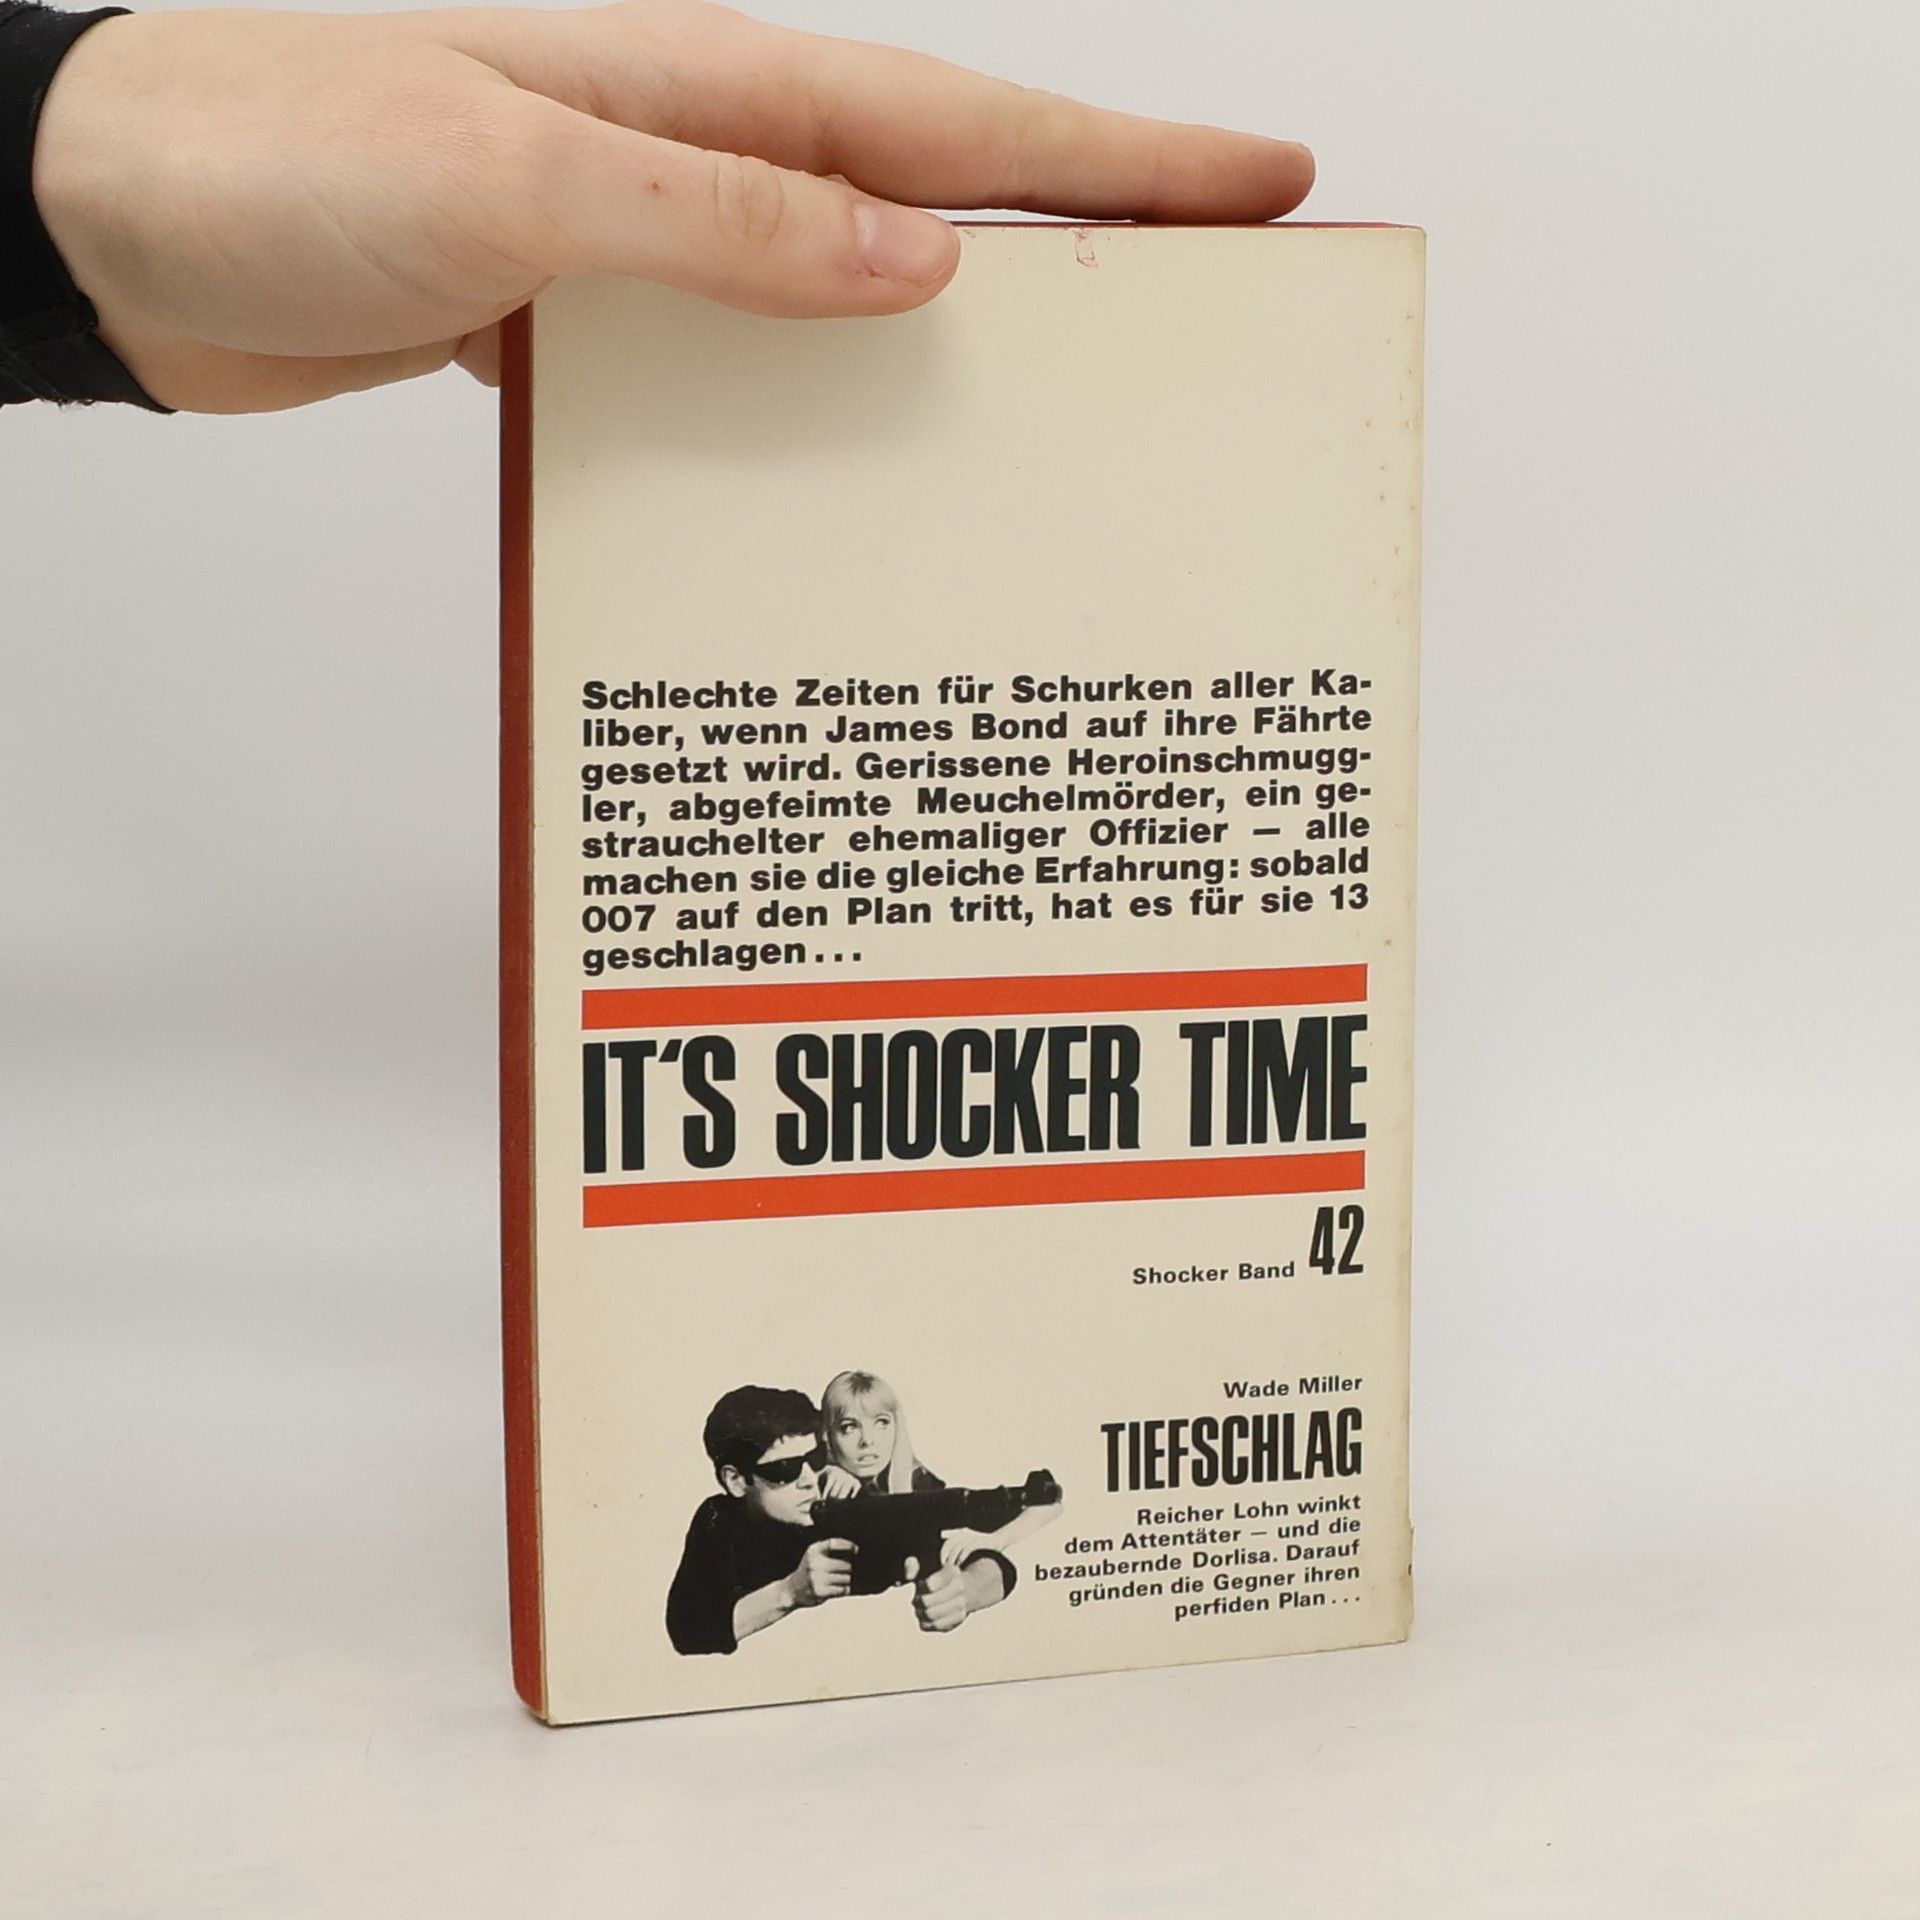 Schlechte Zeiten für Schurken aller Ka-
liber, wenn James Bond auf ihre Fährte
gesetzt wird. Gerissene Heroinschmugg-
ler, abgefeimte Meuchelmörder, ein ge-
strauchelter ehemaliger Offizier — alle
machen sie die gleiche Erfahrung: sobald
007 auf den Plan tritt, hat es für sie 13
geschlagen...
IT'S SHOCKER TIME
Shocker Band 42
Wade Miller
TIEFSCHLAG
Reicher Lohn winkt
dem Attentäter — und die
bezaubernde Dorlisa. Darauf
gründen die Gegner ihren
perfiden Plan...